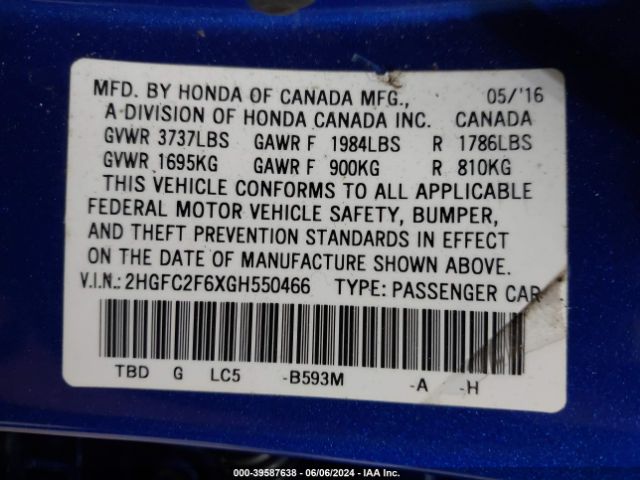 MFD. BY HONDA OF CANADA MFG., 05/'16
A DIVISION OF HONDA CANADA INC. CANADA
GVWR 3737LBS GAWR F 1984LBS R 1786LBS
GVWR 1695KG GAWR F 900KG R 810KG
THIS VEHICLE CONFORMS TO ALL APPLICABLE
FEDERAL MOTOR VEHICLE SAFETY, BUMPER,
AND THEFT PREVENTION STANDARDS IN EFFECT
ON THE DATE OF MANUFACTURE SHOWN ABOVE.
V.I.N.: 2HGFC2F6XGH550466 TYPE: PASSENGER CAR
TBD G LC5 -B593M -A -H
000-39587638 - 06/06/2024 - IAA Inc.